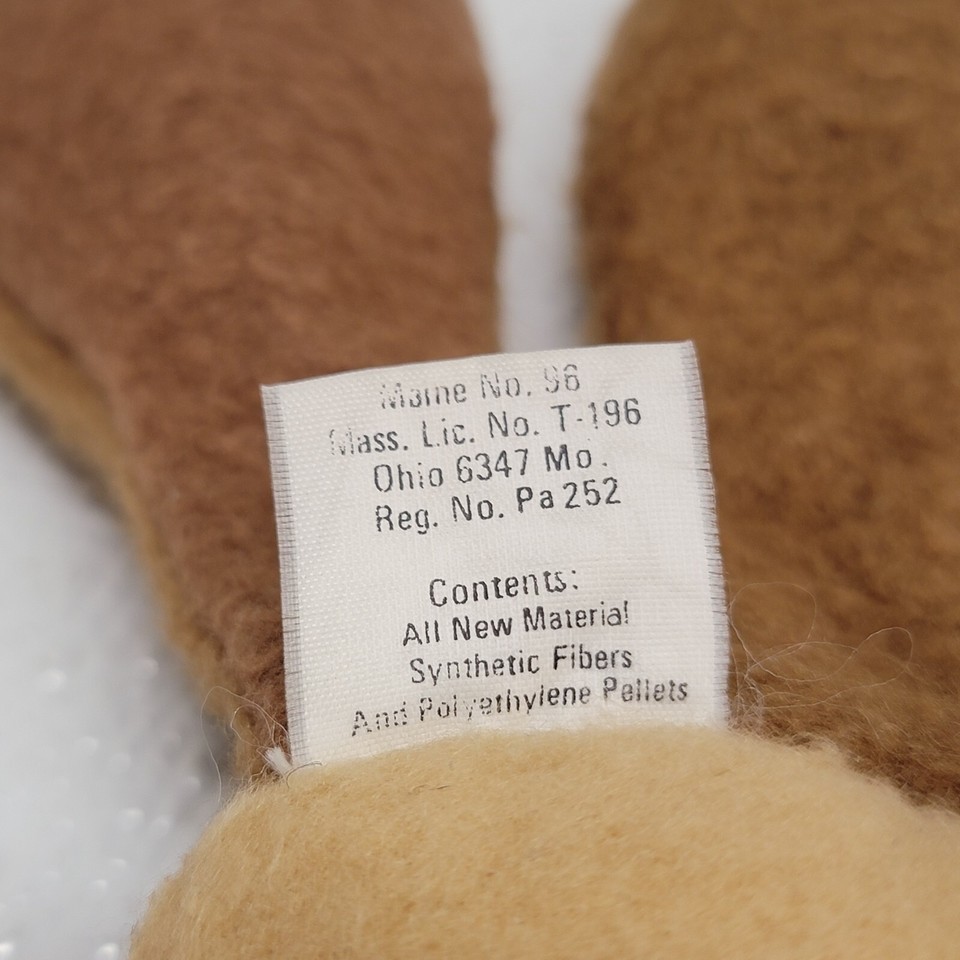 Maine No. 96
Mass. Lic. No. T-196
Ohio 6347 Mo.
Reg. No. Pa 252
Contents:
All New Material
Synthetic Fibers
And Polyethylene Pellets